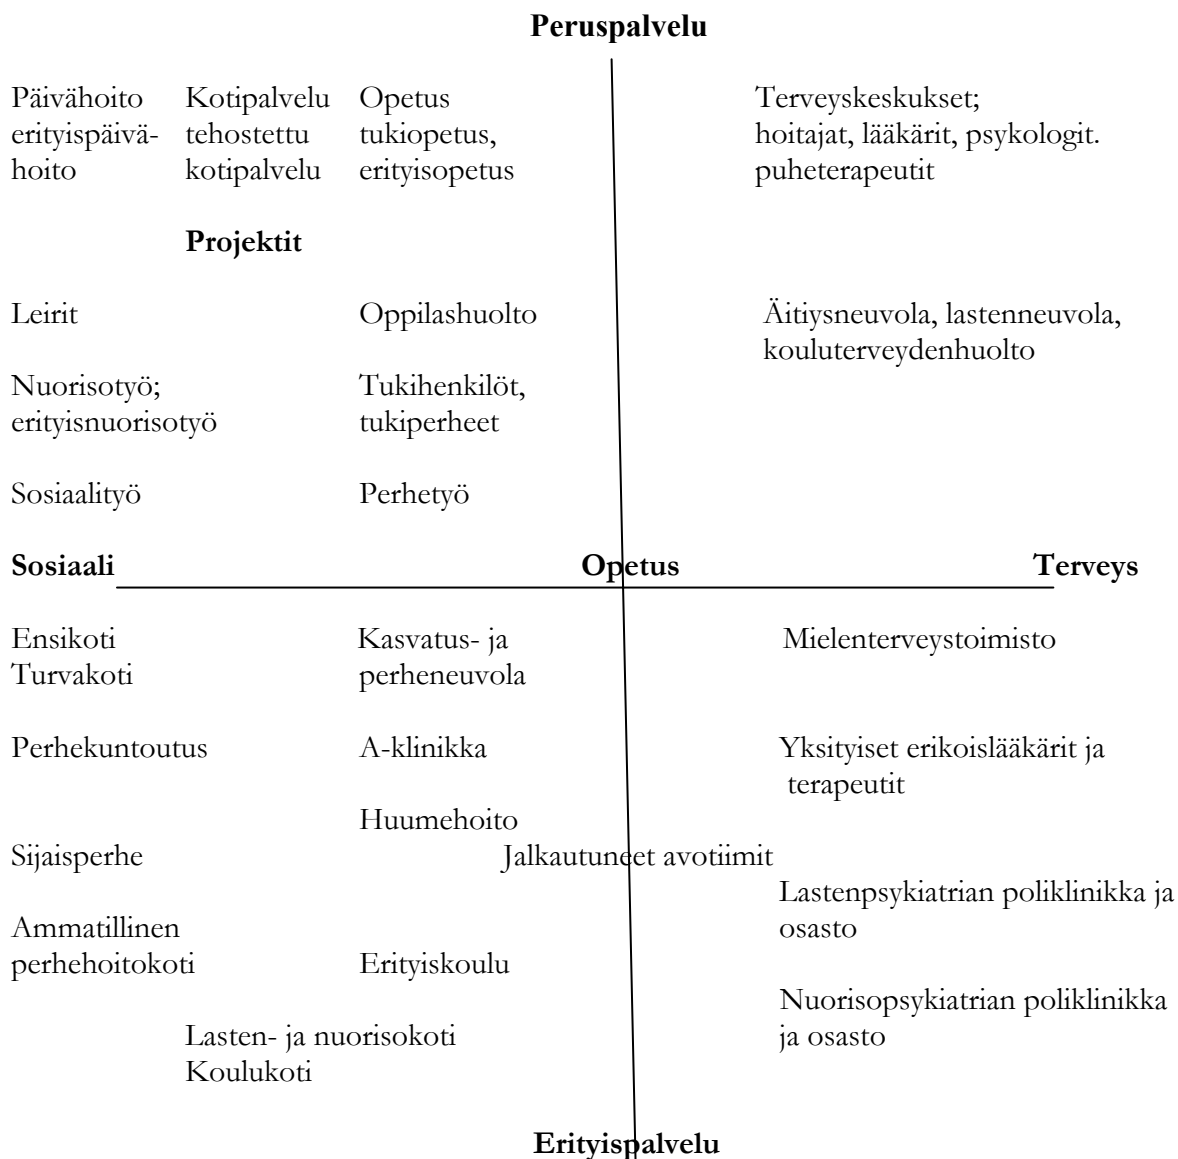 Peruspalvelu
Päivähoito Kotipalvelu Opetus Terveyskeskukset;
erityispäivä- tehostettu tukiopetus, hoitajat, lääkärit, psykologit.
hoito kotipalvelu erityisopetus puheterapeutit
Projektit
Leirit Oppilashuolto Äitiysneuvola, lastenneuvola,
kouluterveydenhuolto
Nuorisotyö; Tukihenkilöt,
erityisnuorisotyö tukiperheet
Sosiaalityö Perhetyö
Sosiaali Opetus Terveys
Ensikoti Kasvatus- ja Mielenterveystoimisto
Turvakoti perheneuvola
Perhekuntoutus A-klinikka Yksityiset erikoislääkärit ja
terapeutit
Huumehoito
Sijaisperhe Jalkautuneet avotiimit
Lastenpsykiatrian poliklinikka ja
Ammatillinen osasto
perhehoitokoti Erityiskoulu
Nuorisopsykiatrian poliklinikka
Lasten- ja nuorisokoti ja osasto
Koulukoti
Erityispalvelu